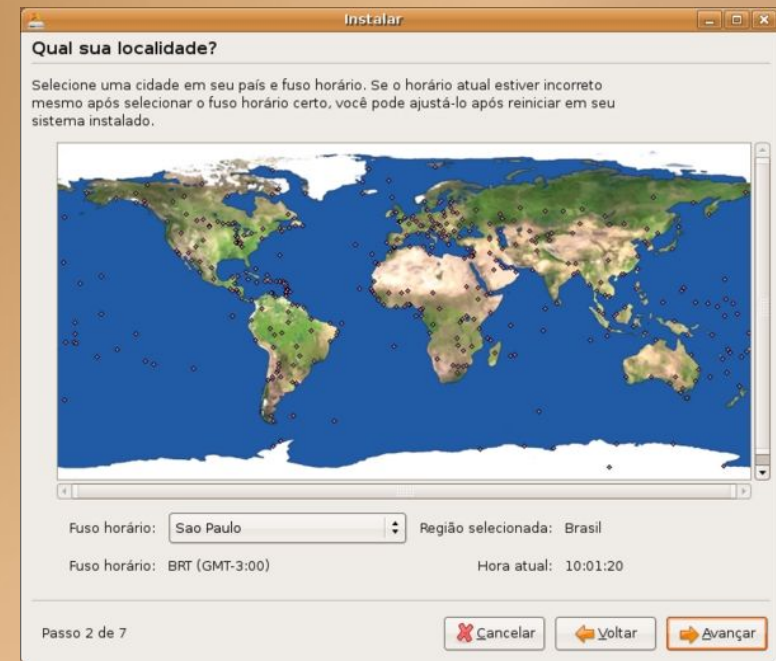 Instalar
Qual sua localidade?
Selecione uma cidade em seu país e fuso horário. Se o horário atual estiver incorreto
mesmo após selecionar o fuso horário certo, você pode ajustá-lo após reiniciar em seu
sistema instalado.
Fuso horário: Sao Paulo Região selecionada: Brasil
Fuso horário: BRT (GMT-3:00) Hora atual: 10:01:20
Passo 2 de 7 Cancelar Voltar Avançar